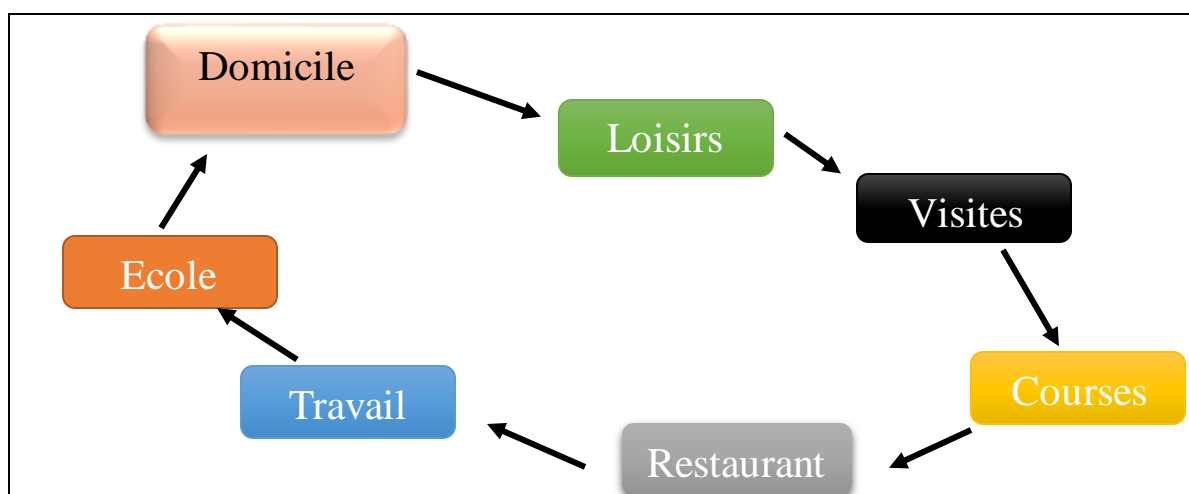 Domicile
Loisirs
Visites
Courses
Restaurant
Travail
Ecole